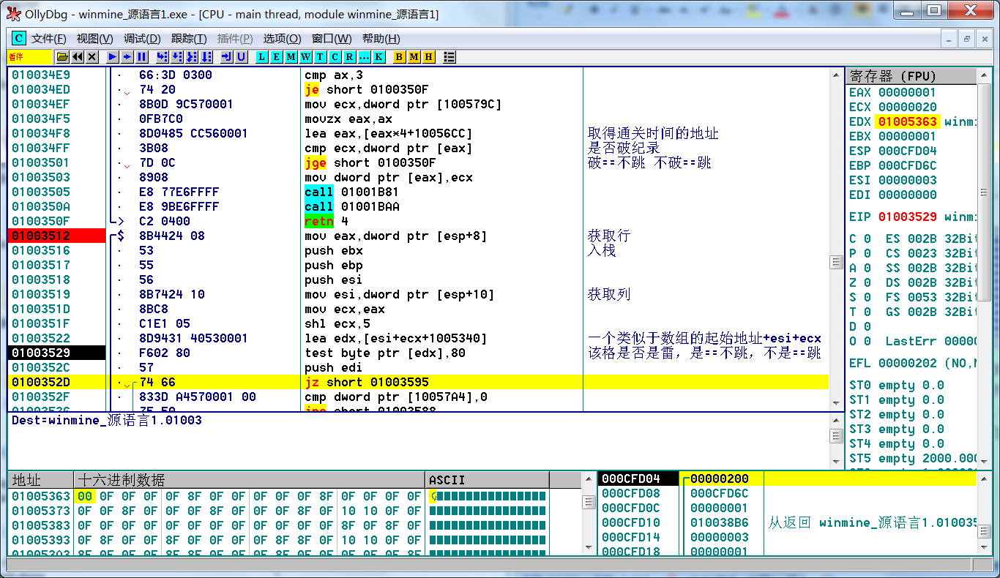 OllyDbg - winmine_源语言1.exe - [CPU - main thread, module winmine_源语言1]
C 文件(F) 视图(V) 调试(D) 跟踪(T) 插件(P) 选项(O) 窗口(W) 帮助(H)
暂停 L E M W T C R ... K B M H
010034E9 · 66:3D 0300 cmp ax,3
010034ED · 74 20 je short 0100350F
010034EF · 8B0D 9C570001 mov ecx,dword ptr [100579C]
010034F5 · 0FB7C0 movzx eax,ax
010034F8 · 8D0485 CC560001 lea eax,[eax*4+10056CC] 取得通关时间的地址
010034FF · 3B08 cmp ecx,dword ptr [eax] 是否破纪录
01003501 · 7D 0C jge short 0100350F 破==不跳 不破==跳
01003503 · 8908 mov dword ptr [eax],ecx
01003505 · E8 77E6FFFF call 01001B81
0100350A · E8 9BE6FFFF call 01001BAA
0100350F > C2 0400 retn 4
01003512 $ 8B4424 08 mov eax,dword ptr [esp+8] 获取行
01003516 · 53 push ebx 入栈
01003517 · 55 push ebp
01003518 · 56 push esi
01003519 · 8B7424 10 mov esi,dword ptr [esp+10] 获取列
0100351D · 8BC8 mov ecx,eax
0100351F · C1E1 05 shl ecx,5
01003522 · 8D9431 40530001 lea edx,[esi+ecx+1005340] 一个类似于数组的起始地址+esi+ecx
01003529 · F602 80 test byte ptr [edx],80 该格是否是雷，是==不跳，不是==跳
0100352C · 57 push edi
0100352D · 74 66 jz short 01003595
0100352F · 833D A4570001 00 cmp dword ptr [10057A4],0
寄存器 (FPU)
EAX 00000001
ECX 00000020
EDX 01005363 winm
EBX 00000001
ESP 000CFD04
EBP 000CFD6C
ESI 00000003
EDI 00000000
EIP 01003529 winm
C 0 ES 002B 32Bit
P 0 CS 0023 32Bit
A 0 SS 002B 32Bit
Z 0 DS 002B 32Bit
S 0 FS 0053 32Bit
T 0 GS 002B 32Bit
D 0
O 0 LastErr 00000
EFL 00000202 (NO,N
ST0 empty 0.0
ST1 empty 0.0
ST2 empty 0.0
ST3 empty 0.0
ST4 empty 0.0
ST5 empty 2000.000
Dest=winmine_源语言1.01003
地址 十六进制数据 ASCII
01005363 00 0F 0F 0F 0F 8F 0F 0F 0F 0F 0F 8F 0F 0F 0F 0F
01005373 0F 0F 8F 0F 0F 0F 8F 0F 0F 0F 8F 0F 10 10 0F 0F
01005383 0F 0F 0F 0F 0F 0F 0F 0F 0F 0F 0F 0F 8F 0F 8F 0F
01005393 0F 8F 0F 0F 8F 0F 0F 0F 0F 8F 0F 0F 10 10 0F 0F
000CFD04 00000200
000CFD08 000CFD6C
000CFD0C 00000001
000CFD10 010038B6 从返回 winmine_源语言1.010035
000CFD14 00000003
000CFD18 00000001